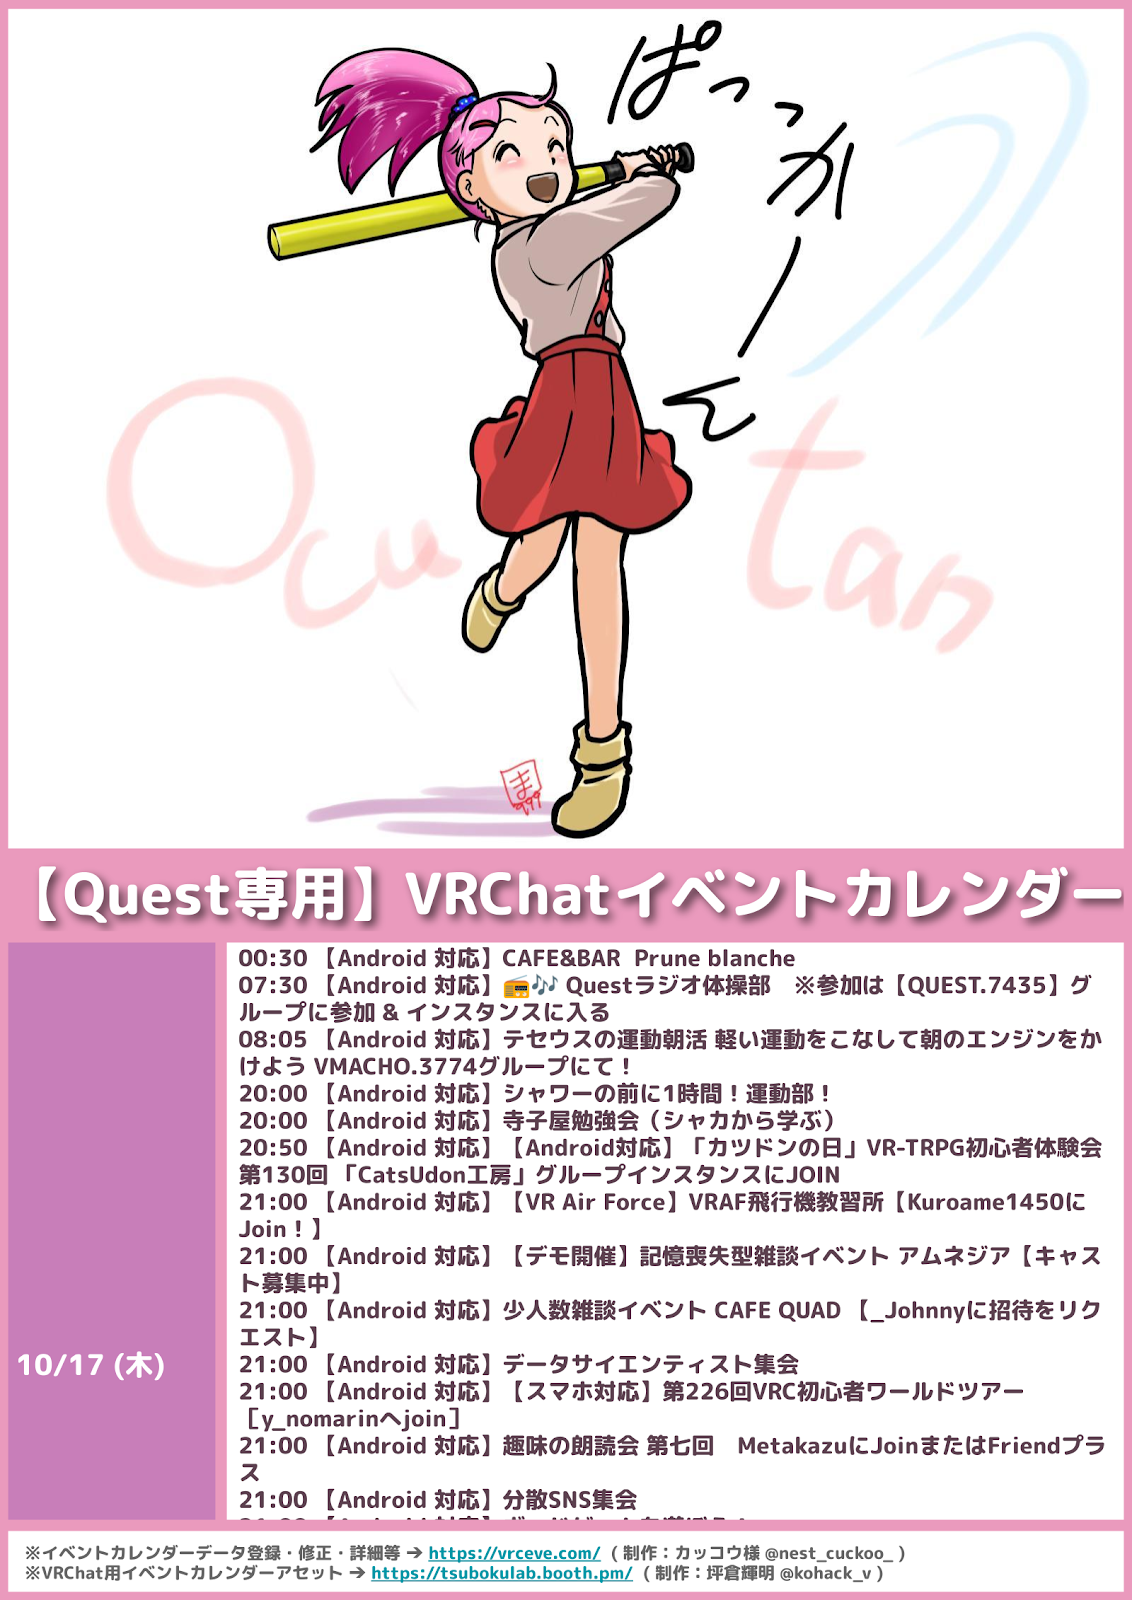 ぱっっかーーん
Ocu tan
ま
999
【Quest専用】VRChatイベントカレンダー
10/17 (木)
00:30 【Android 対応】CAFE&BAR Prune blanche
07:30 【Android 対応】📻🎶 Questラジオ体操部　※参加は【QUEST.7435】グ
ループに参加 & インスタンスに入る
08:05 【Android 対応】テセウスの運動朝活 軽い運動をこなして朝のエンジンをか
けよう VMACHO.3774グループにて！
20:00 【Android 対応】シャワーの前に1時間！運動部！
20:00 【Android 対応】寺子屋勉強会（シャカから学ぶ）
20:50 【Android 対応】【Android対応】「カツドンの日」VR-TRPG初心者体験会
第130回 「CatsUdon工房」グループインスタンスにJOIN
21:00 【Android 対応】【VR Air Force】VRAF飛行機教習所【Kuroame1450に
Join！】
21:00 【Android 対応】【デモ開催】記憶喪失型雑談イベント アムネジア【キャス
ト募集中】
21:00 【Android 対応】少人数雑談イベント CAFE QUAD 【_Johnnyに招待をリク
エスト】
21:00 【Android 対応】データサイエンティスト集会
21:00 【Android 対応】【スマホ対応】第226回VRC初心者ワールドツアー
［y_nomarinへjoin］
21:00 【Android 対応】趣味の朗読会 第七回　MetakazuにJoinまたはFriendプラ
ス
21:00 【Android 対応】分散SNS集会
※イベントカレンダーデータ登録・修正・詳細等 ➔ https://vrceve.com/ ( 制作：カッコウ様 @nest_cuckoo_ )
※VRChat用イベントカレンダーアセット ➔ https://tsubokulab.booth.pm/ ( 制作：坪倉輝明 @kohack_v )